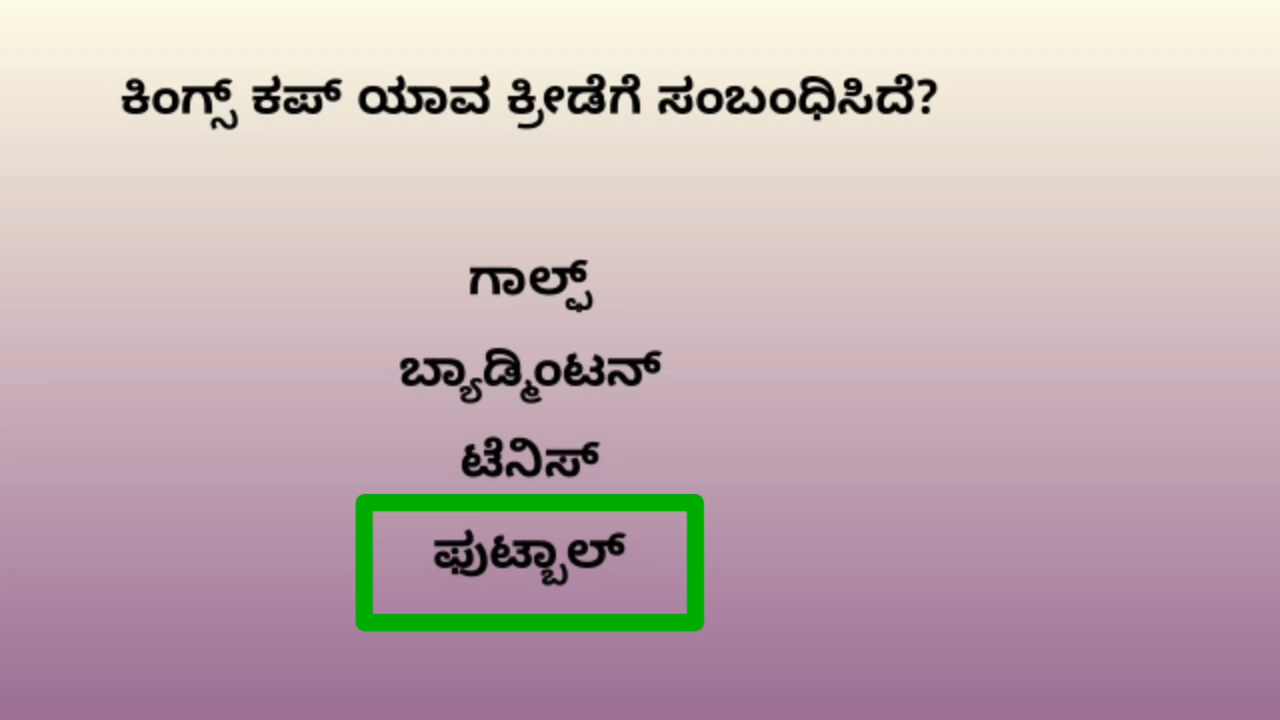 ಕಿಂಗ್ಸ್ ಕಪ್ ಯಾವ ಕ್ರೀಡೆಗೆ ಸಂಬಂಧಿಸಿದೆ?
ಗಾಲ್ಫ್
ಬ್ಯಾಡ್ಮಿಂಟನ್
ಟೆನಿಸ್
ಫುಟ್ಬಾಲ್